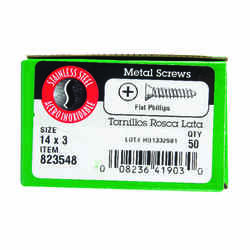 STAINLESS STEEL
ACERO INOXIDABLE
Metal Screws
Flat Phillips
Tornillos Rosca Lata
SIZE
14 x 3
ITEM
823548
QTY
50
0 08236 41903 0